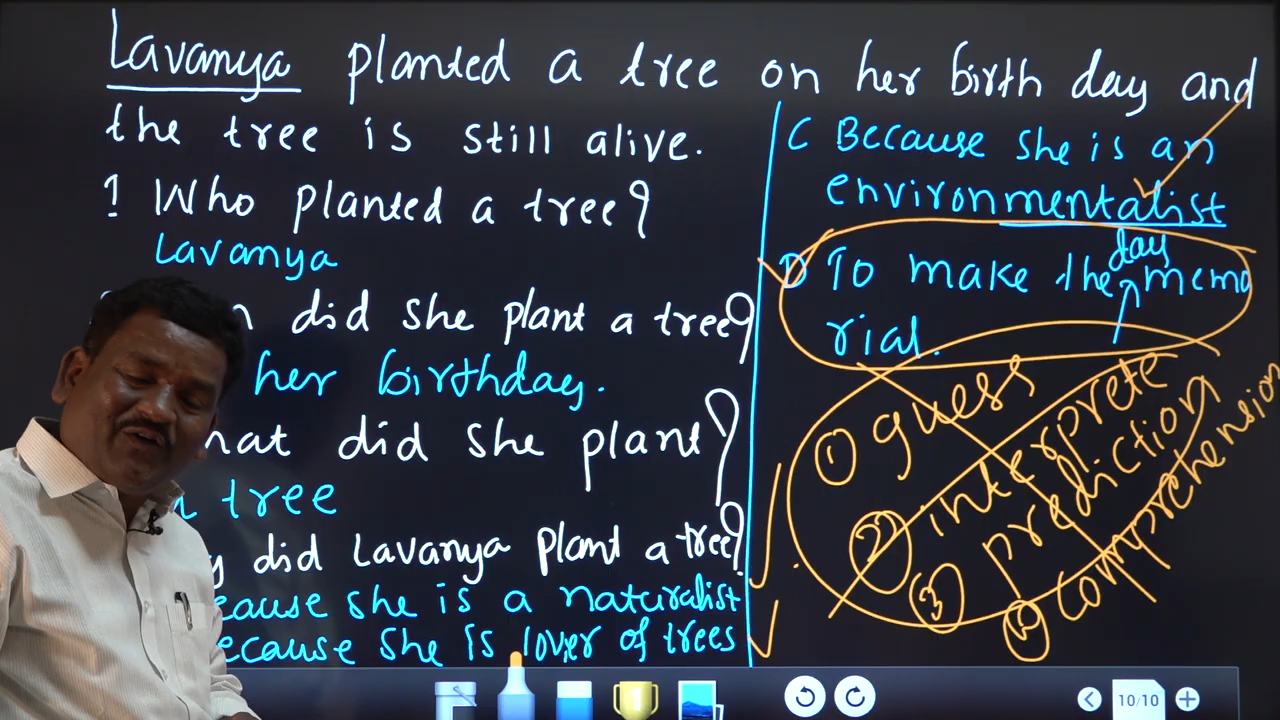 Lavanya planted a tree on her birth day and
the tree is still alive.
1 Who planted a tree?
Lavanya
n did she plant a tree?
her birthday.
hat did she plant?
tree
y did Lavanya plant a tree?
ecause she is a naturalist
ecause she is lover of trees
C Because she is an
environmentalist
D To make the day memo
rial.
① guess
② interprete
③ prediction
④ comprehension
10/10